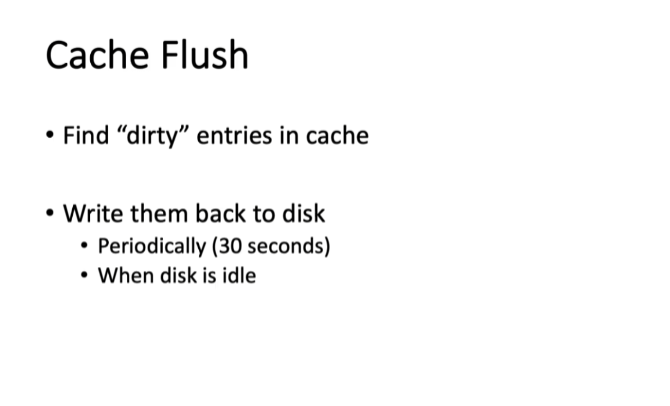 Cache Flush
• Find “dirty” entries in cache
• Write them back to disk
• Periodically (30 seconds)
• When disk is idle